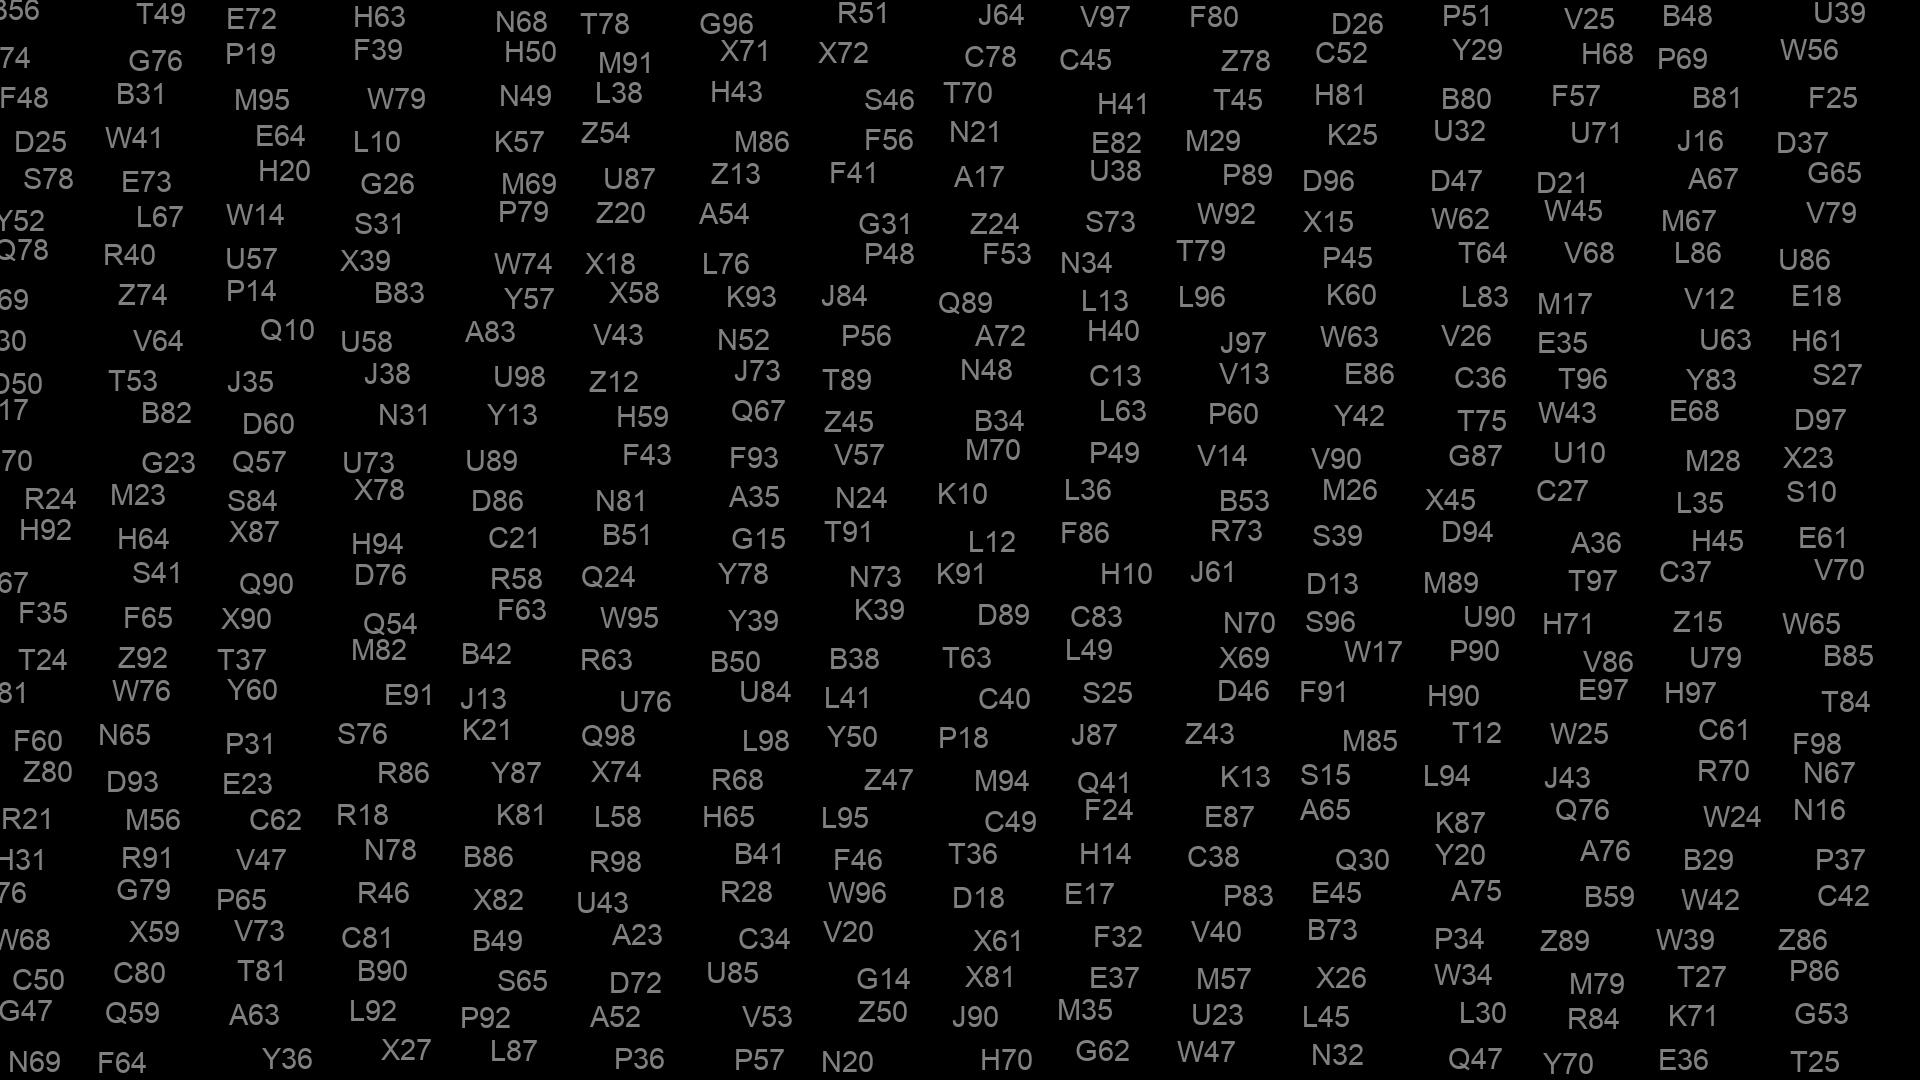 356 T49 E72 H63 N68 T78 G96 R51 J64 V97 F80 D26 P51 V25 B48 U39
74 G76 P19 F39 H50 M91 X71 X72 C78 C45 Z78 C52 Y29 H68 P69 W56
F48 B31 M95 W79 N49 L38 H43 S46 T70 H41 T45 H81 B80 F57 B81 F25
D25 W41 E64 L10 K57 Z54 M86 F56 N21 E82 M29 K25 U32 U71 J16 D37
S78 E73 H20 G26 M69 U87 Z13 F41 A17 U38 P89 D96 D47 D21 A67 G65
Y52 L67 W14 S31 P79 Z20 A54 G31 Z24 S73 W92 X15 W62 W45 M67 V79
Q78 R40 U57 X39 W74 X18 L76 P48 F53 N34 T79 P45 T64 V68 L86 U86
69 Z74 P14 B83 Y57 X58 K93 J84 Q89 L13 L96 K60 L83 M17 V12 E18
30 V64 Q10 U58 A83 V43 N52 P56 A72 H40 J97 W63 V26 E35 U63 H61
D50 T53 J35 J38 U98 Z12 J73 T89 N48 C13 V13 E86 C36 T96 Y83 S27
17 B82 D60 N31 Y13 H59 Q67 Z45 B34 L63 P60 Y42 T75 W43 E68 D97
70 G23 Q57 U73 U89 F43 F93 V57 M70 P49 V14 V90 G87 U10 M28 X23
R24 M23 S84 X78 D86 N81 A35 N24 K10 L36 B53 M26 X45 C27 L35 S10
H92 H64 X87 H94 C21 B51 G15 T91 L12 F86 R73 S39 D94 A36 H45 E61
67 S41 Q90 D76 R58 Q24 Y78 N73 K91 H10 J61 D13 M89 T97 C37 V70
F35 F65 X90 Q54 F63 W95 Y39 K39 D89 C83 N70 S96 U90 H71 Z15 W65
T24 Z92 T37 M82 B42 R63 B50 B38 T63 L49 X69 W17 P90 V86 U79 B85
81 W76 Y60 E91 J13 U76 U84 L41 C40 S25 D46 F91 H90 E97 H97 T84
F60 N65 P31 S76 K21 Q98 L98 Y50 P18 J87 Z43 M85 T12 W25 C61 F98
Z80 D93 E23 R86 Y87 X74 R68 Z47 M94 Q41 K13 S15 L94 J43 R70 N67
R21 M56 C62 R18 K81 L58 H65 L95 C49 F24 E87 A65 K87 Q76 W24 N16
H31 R91 V47 N78 B86 R98 B41 F46 T36 H14 C38 Q30 Y20 A76 B29 P37
76 G79 P65 R46 X82 U43 R28 W96 D18 E17 P83 E45 A75 B59 W42 C42
W68 X59 V73 C81 B49 A23 C34 V20 X61 F32 V40 B73 P34 Z89 W39 Z86
C50 C80 T81 B90 S65 D72 U85 G14 X81 E37 M57 X26 W34 M79 T27 P86
G47 Q59 A63 L92 P92 A52 V53 Z50 J90 M35 U23 L45 L30 R84 K71 G53
N69 F64 Y36 X27 L87 P36 P57 N20 H70 G62 W47 N32 Q47 Y70 E36 T25